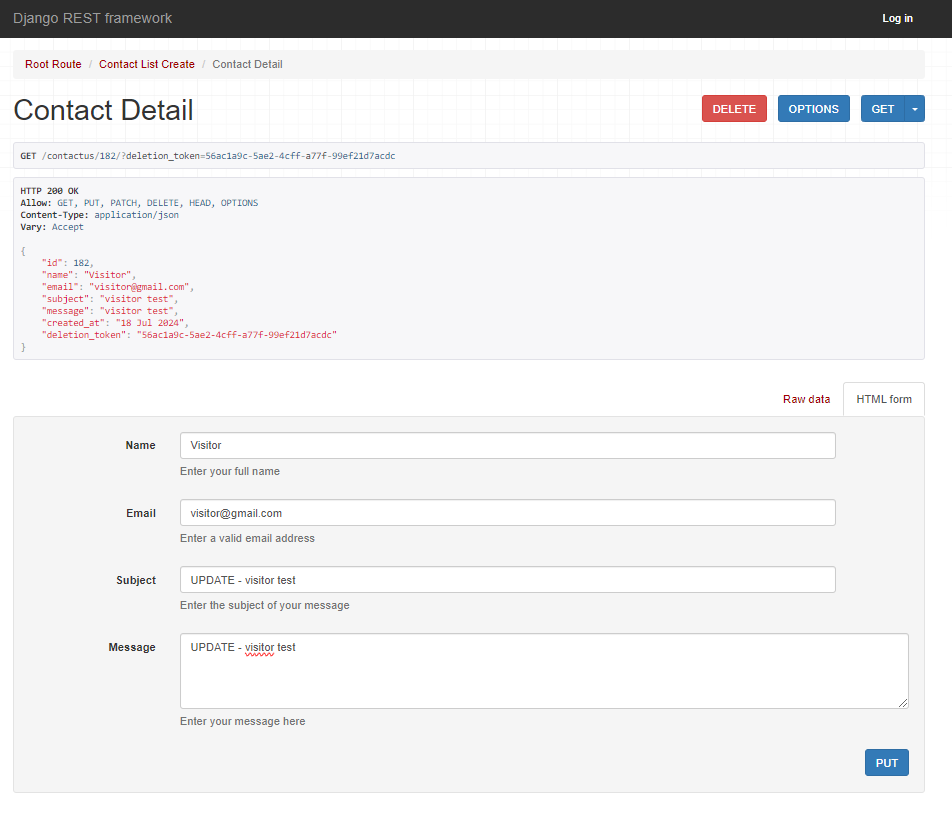 Django REST framework
Log in
Root Route / Contact List Create / Contact Detail
Contact Detail
DELETE
OPTIONS
GET
GET /contactus/182/?deletion_token=56ac1a9c-5ae2-4cff-a77f-99ef21d7acdc
HTTP 200 OK
Allow: GET, PUT, PATCH, DELETE, HEAD, OPTIONS
Content-Type: application/json
Vary: Accept
{
    "id": 182,
    "name": "Visitor",
    "email": "visitor@gmail.com",
    "subject": "visitor test",
    "message": "visitor test",
    "created_at": "18 Jul 2024",
    "deletion_token": "56ac1a9c-5ae2-4cff-a77f-99ef21d7acdc"
}
Raw data
HTML form
Name
Visitor
Enter your full name
Email
visitor@gmail.com
Enter a valid email address
Subject
UPDATE - visitor test
Enter the subject of your message
Message
UPDATE - visitor test
Enter your message here
PUT